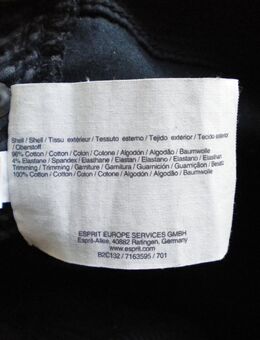 Shell / Shell / Tissu extérieur / Tessuto esterno / Tejido exterior / Tecido exterior
/ Oberstoff:
96% Cotton / Cotton / Coton / Cotone / Algodón / Algodão / Baumwolle
4% Elastane / Spandex / Elasthane / Elastan / Elastano / Elastano / Elasthan
Trimming / Trimming / Garniture / Guarnizioni / Guarnición / Guarnição / Besatz
100% Cotton / Cotton / Coton / Cotone / Algodón / Algodão / Baumwolle
ESPRIT EUROPE SERVICES GMBH
Esprit-Allee, 40882 Ratingen, Germany
www.esprit.com
B2C132 / 7163595 / 701